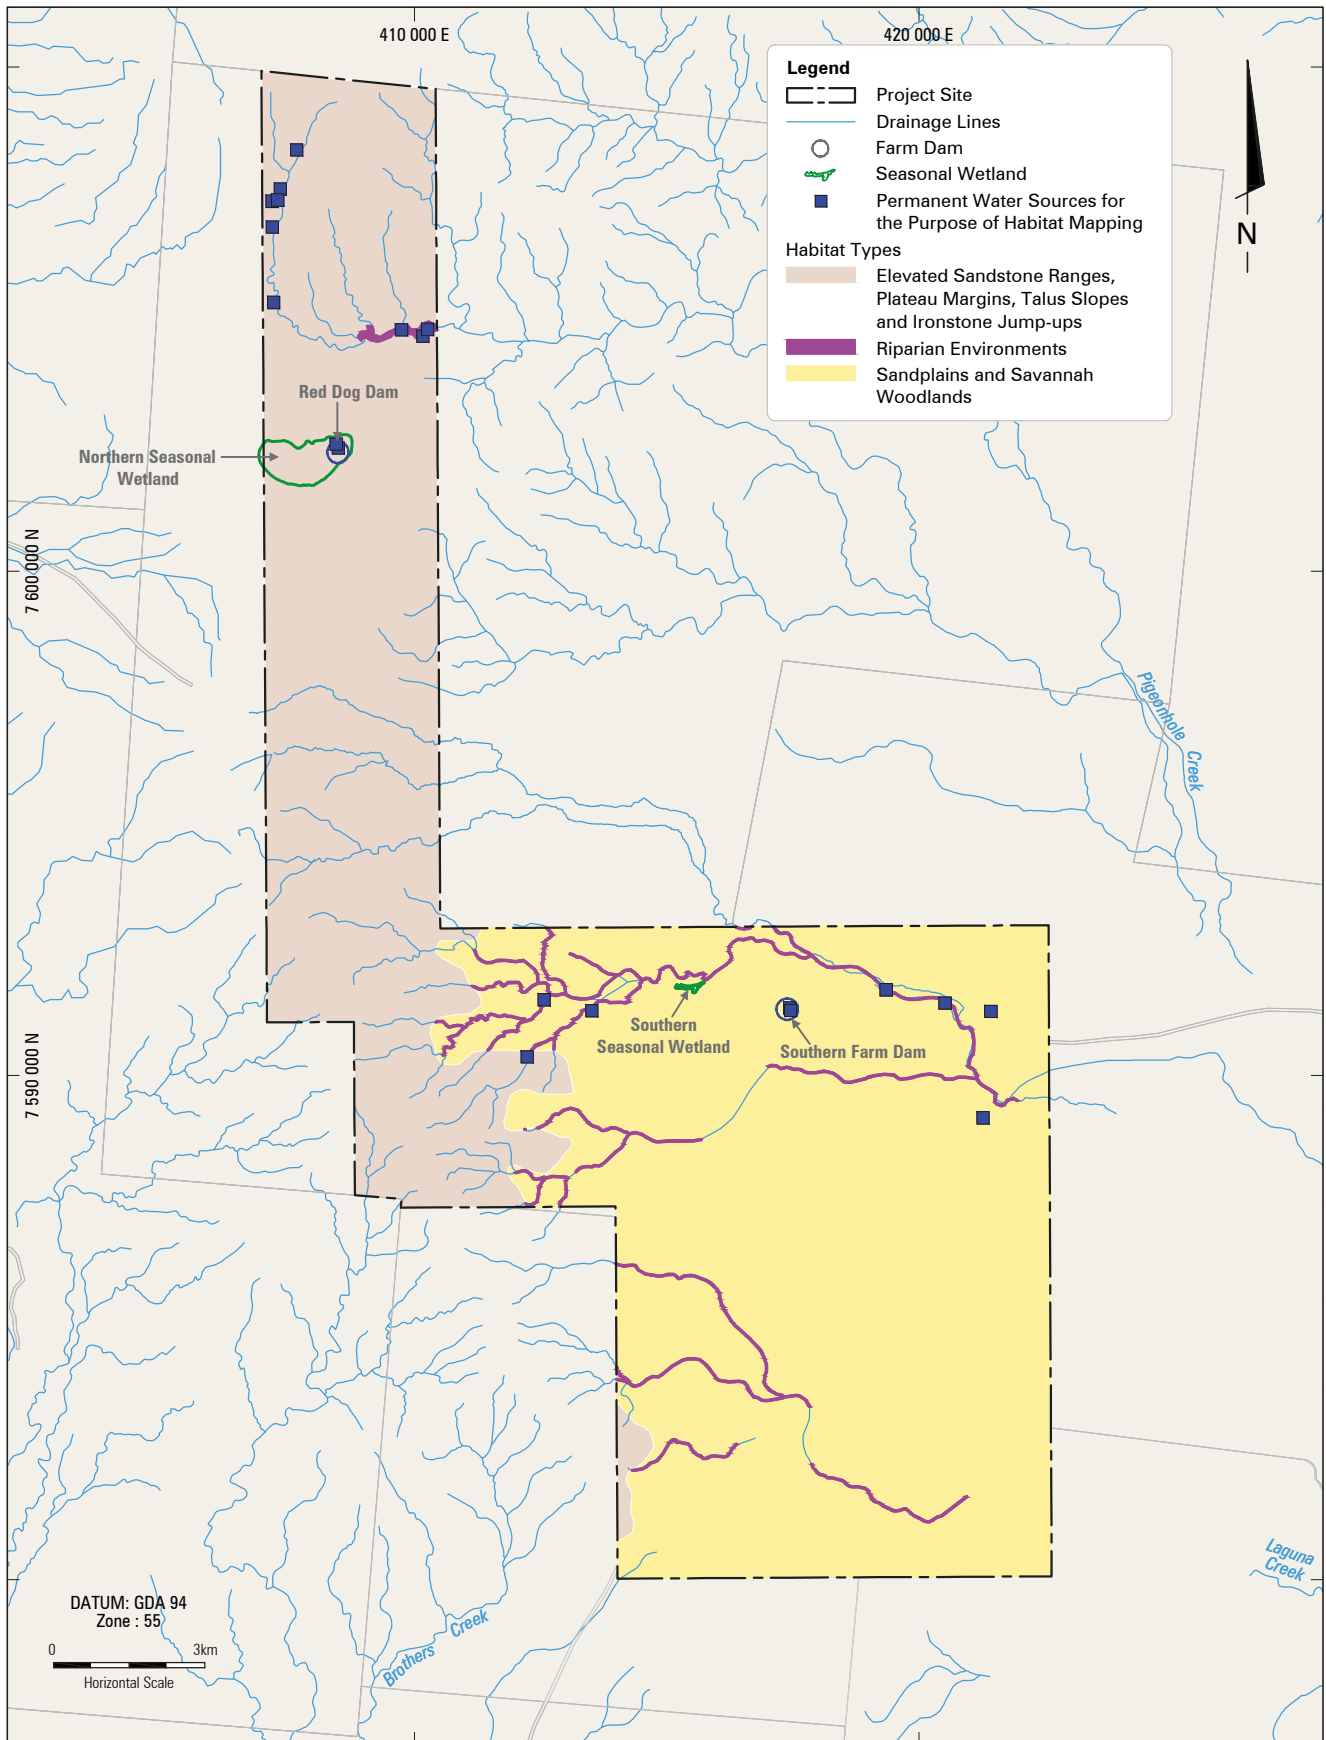 410 000 E
420 000 E
Legend
Project Site
Drainage Lines
Farm Dam
Seasonal Wetland
Permanent Water Sources for
the Purpose of Habitat Mapping
Habitat Types
Elevated Sandstone Ranges,
Plateau Margins, Talus Slopes
and Ironstone Jump-ups
Riparian Environments
Sandplains and Savannah
Woodlands
N
Red Dog Dam
Northern Seasonal
Wetland
7 600 000 N
Pigeonhole
Creek
Southern
Seasonal Wetland
Southern Farm Dam
7 590 000 N
Laguna
Creek
Brothers Creek
DATUM: GDA 94
Zone : 55
0 3km
Horizontal Scale